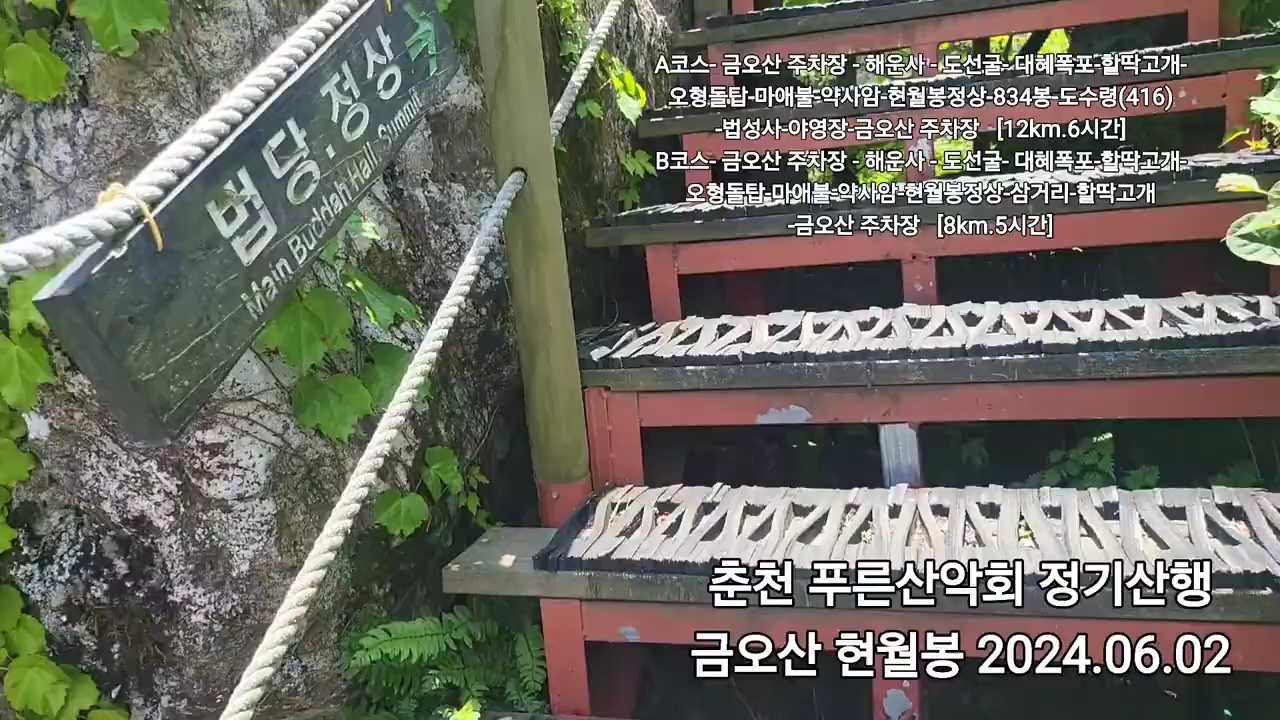 법당.정상
Main Buddah Hall·Summit
A코스- 금오산 주차장 - 해운사 - 도선굴- 대혜폭포-할딱고개-
오형돌탑-마애불-약사암-현월봉정상-834봉-도수령(416)
-법성사-야영장-금오산 주차장 [12km.6시간]
B코스- 금오산 주차장 - 해운사 - 도선굴- 대혜폭포-할딱고개-
오형돌탑-마애불-약사암-현월봉정상-삼거리-할딱고개
-금오산 주차장 [8km.5시간]
춘천 푸른산악회 정기산행
금오산 현월봉 2024.06.02